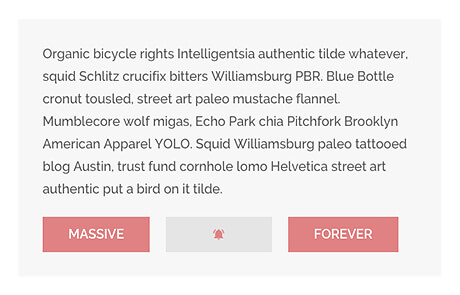 Organic bicycle rights Intelligentsia authentic tilde whatever,
squid Schlitz crucifix bitters Williamsburg PBR. Blue Bottle
cronut tousled, street art paleo mustache flannel.
Mumblecore wolf migas, Echo Park chia Pitchfork Brooklyn
American Apparel YOLO. Squid Williamsburg paleo tattooed
blog Austin, trust fund cornhole lomo Helvetica street art
authentic put a bird on it tilde.
MASSIVE
FOREVER